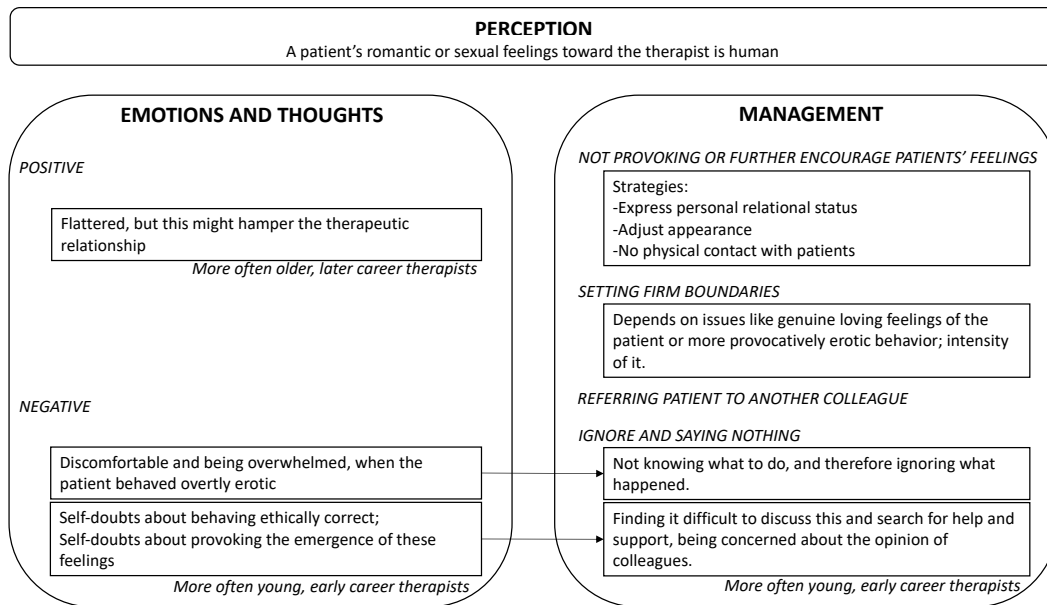 PERCEPTION
A patient's romantic or sexual feelings toward the therapist is human
EMOTIONS AND THOUGHTS
POSITIVE
Flattered, but this might hamper the therapeutic
relationship
More often older, later career therapists
NEGATIVE
Discomfortable and being overwhelmed, when the
patient behaved overtly erotic
Self-doubts about behaving ethically correct;
Self-doubts about provoking the emergence of these
feelings
More often young, early career therapists
MANAGEMENT
NOT PROVOKING OR FURTHER ENCOURAGE PATIENTS' FEELINGS
Strategies:
-Express personal relational status
-Adjust appearance
-No physical contact with patients
SETTING FIRM BOUNDARIES
Depends on issues like genuine loving feelings of the
patient or more provocatively erotic behavior; intensity
of it.
REFERRING PATIENT TO ANOTHER COLLEAGUE
IGNORE AND SAYING NOTHING
Not knowing what to do, and therefore ignoring what
happened.
Finding it difficult to discuss this and search for help and
support, being concerned about the opinion of
colleagues.
More often young, early career therapists